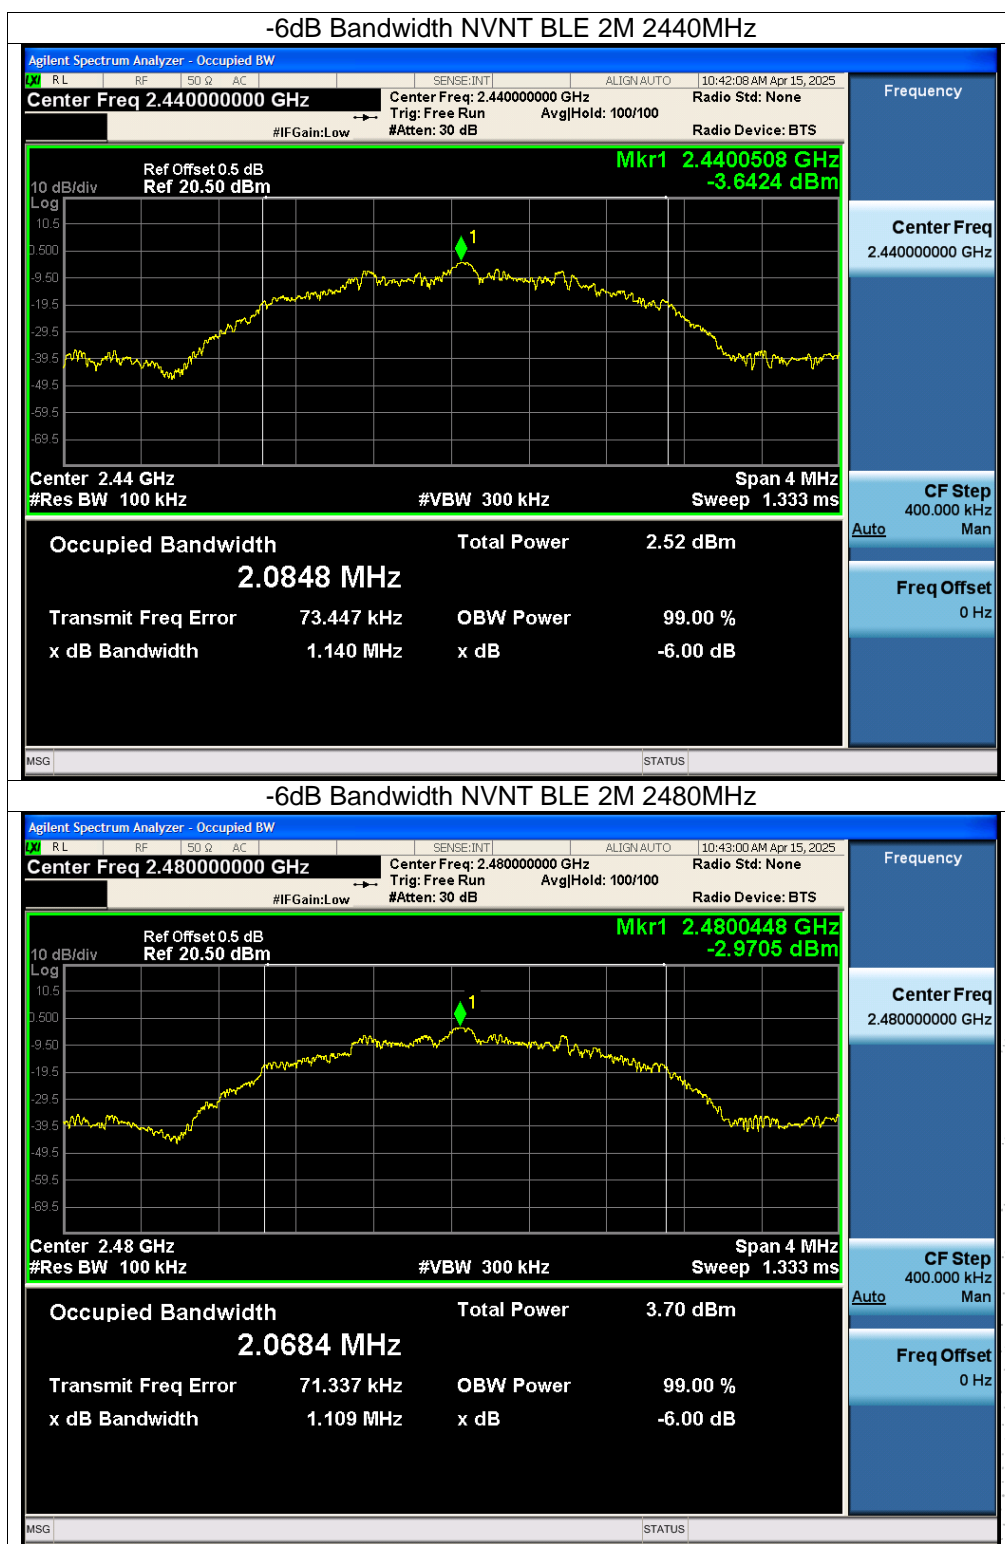 -6dB Bandwidth NVNT BLE 2M 2440MHz
Agilent Spectrum Analyzer - Occupied BW
LXI RL RF 50 Ω AC SENSE:INT ALIGN AUTO 10:42:08 AM Apr 15, 2025
Center Freq 2.440000000 GHz
Center Freq: 2.440000000 GHz Radio Std: None
Trig: Free Run Avg|Hold: 100/100
#IFGain:Low #Atten: 30 dB Radio Device: BTS
Frequency
Mkr1 2.4400508 GHz
-3.6424 dBm
Ref Offset 0.5 dB
10 dB/div Ref 20.50 dBm
Log
10.5
0.500
-9.50
-19.5
-29.5
-39.5
-49.5
-59.5
-69.5
1
Center Freq
2.440000000 GHz
Center 2.44 GHz Span 4 MHz
#Res BW 100 kHz #VBW 300 kHz Sweep 1.333 ms
CF Step
400.000 kHz
Auto Man
Occupied Bandwidth Total Power 2.52 dBm
2.0848 MHz
Freq Offset
0 Hz
Transmit Freq Error 73.447 kHz OBW Power 99.00 %
x dB Bandwidth 1.140 MHz x dB -6.00 dB
MSG STATUS
-6dB Bandwidth NVNT BLE 2M 2480MHz
Agilent Spectrum Analyzer - Occupied BW
LXI RL RF 50 Ω AC SENSE:INT ALIGN AUTO 10:43:00 AM Apr 15, 2025
Center Freq 2.480000000 GHz
Center Freq: 2.480000000 GHz Radio Std: None
Trig: Free Run Avg|Hold: 100/100
#IFGain:Low #Atten: 30 dB Radio Device: BTS
Frequency
Mkr1 2.4800448 GHz
-2.9705 dBm
Ref Offset 0.5 dB
10 dB/div Ref 20.50 dBm
Log
10.5
0.500
-9.50
-19.5
-29.5
-39.5
-49.5
-59.5
-69.5
1
Center Freq
2.480000000 GHz
Center 2.48 GHz Span 4 MHz
#Res BW 100 kHz #VBW 300 kHz Sweep 1.333 ms
CF Step
400.000 kHz
Auto Man
Occupied Bandwidth Total Power 3.70 dBm
2.0684 MHz
Freq Offset
0 Hz
Transmit Freq Error 71.337 kHz OBW Power 99.00 %
x dB Bandwidth 1.109 MHz x dB -6.00 dB
MSG STATUS